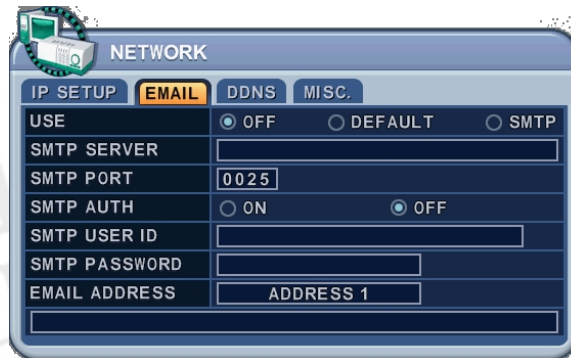 NETWORK
IP SETUP EMAIL DDNS MISC.
USE OFF DEFAULT SMTP
SMTP SERVER
SMTP PORT 0025
SMTP AUTH ON OFF
SMTP USER ID
SMTP PASSWORD
EMAIL ADDRESS ADDRESS 1